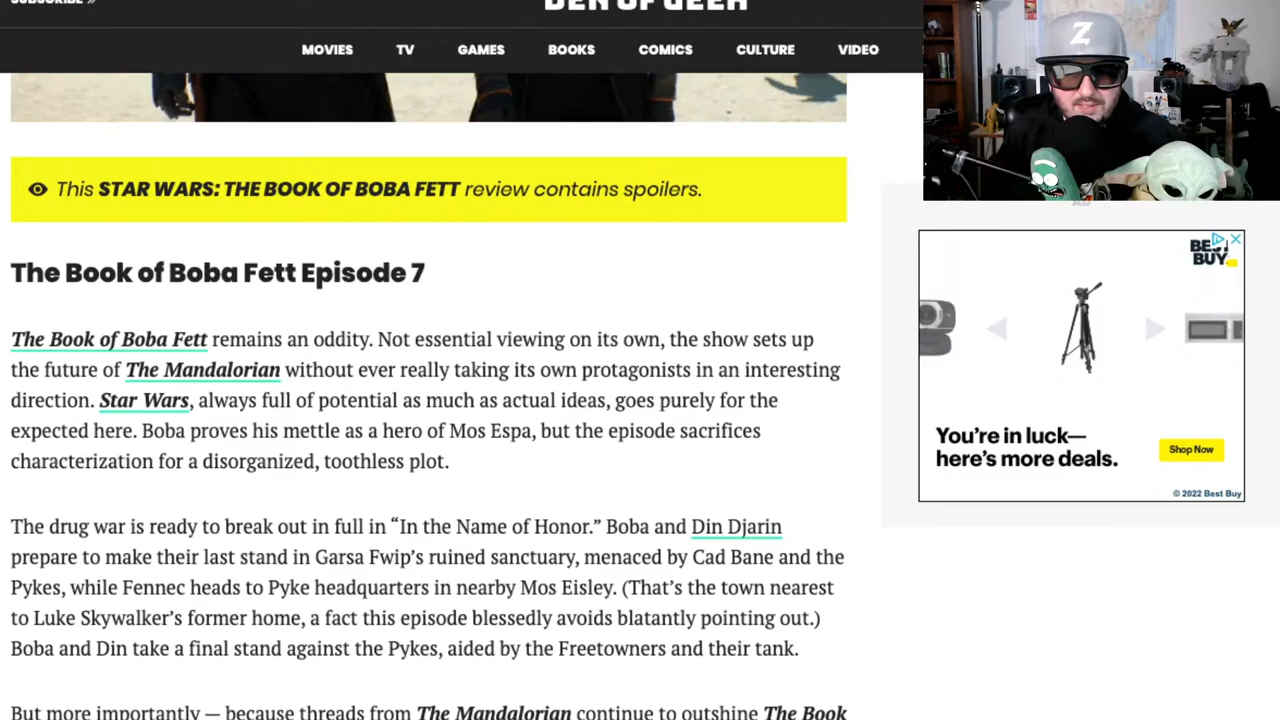 SUBSCRIBE »
DEN OF GEEK
MOVIES TV GAMES BOOKS COMICS CULTURE VIDEO
Z
This STAR WARS: THE BOOK OF BOBA FETT review contains spoilers.
The Book of Boba Fett Episode 7
The Book of Boba Fett remains an oddity. Not essential viewing on its own, the show sets up
the future of The Mandalorian without ever really taking its own protagonists in an interesting
direction. Star Wars, always full of potential as much as actual ideas, goes purely for the
expected here. Boba proves his mettle as a hero of Mos Espa, but the episode sacrifices
characterization for a disorganized, toothless plot.
The drug war is ready to break out in full in “In the Name of Honor.” Boba and Din Djarin
prepare to make their last stand in Garsa Fwip’s ruined sanctuary, menaced by Cad Bane and the
Pykes, while Fennec heads to Pyke headquarters in nearby Mos Eisley. (That’s the town nearest
to Luke Skywalker’s former home, a fact this episode blessedly avoids blatantly pointing out.)
Boba and Din take a final stand against the Pykes, aided by the Freetowners and their tank.
But more importantly — because threads from The Mandalorian continue to outshine The Book
AD
BEST
BUY
You’re in luck—
here’s more deals.
Shop Now
© 2022 Best Buy